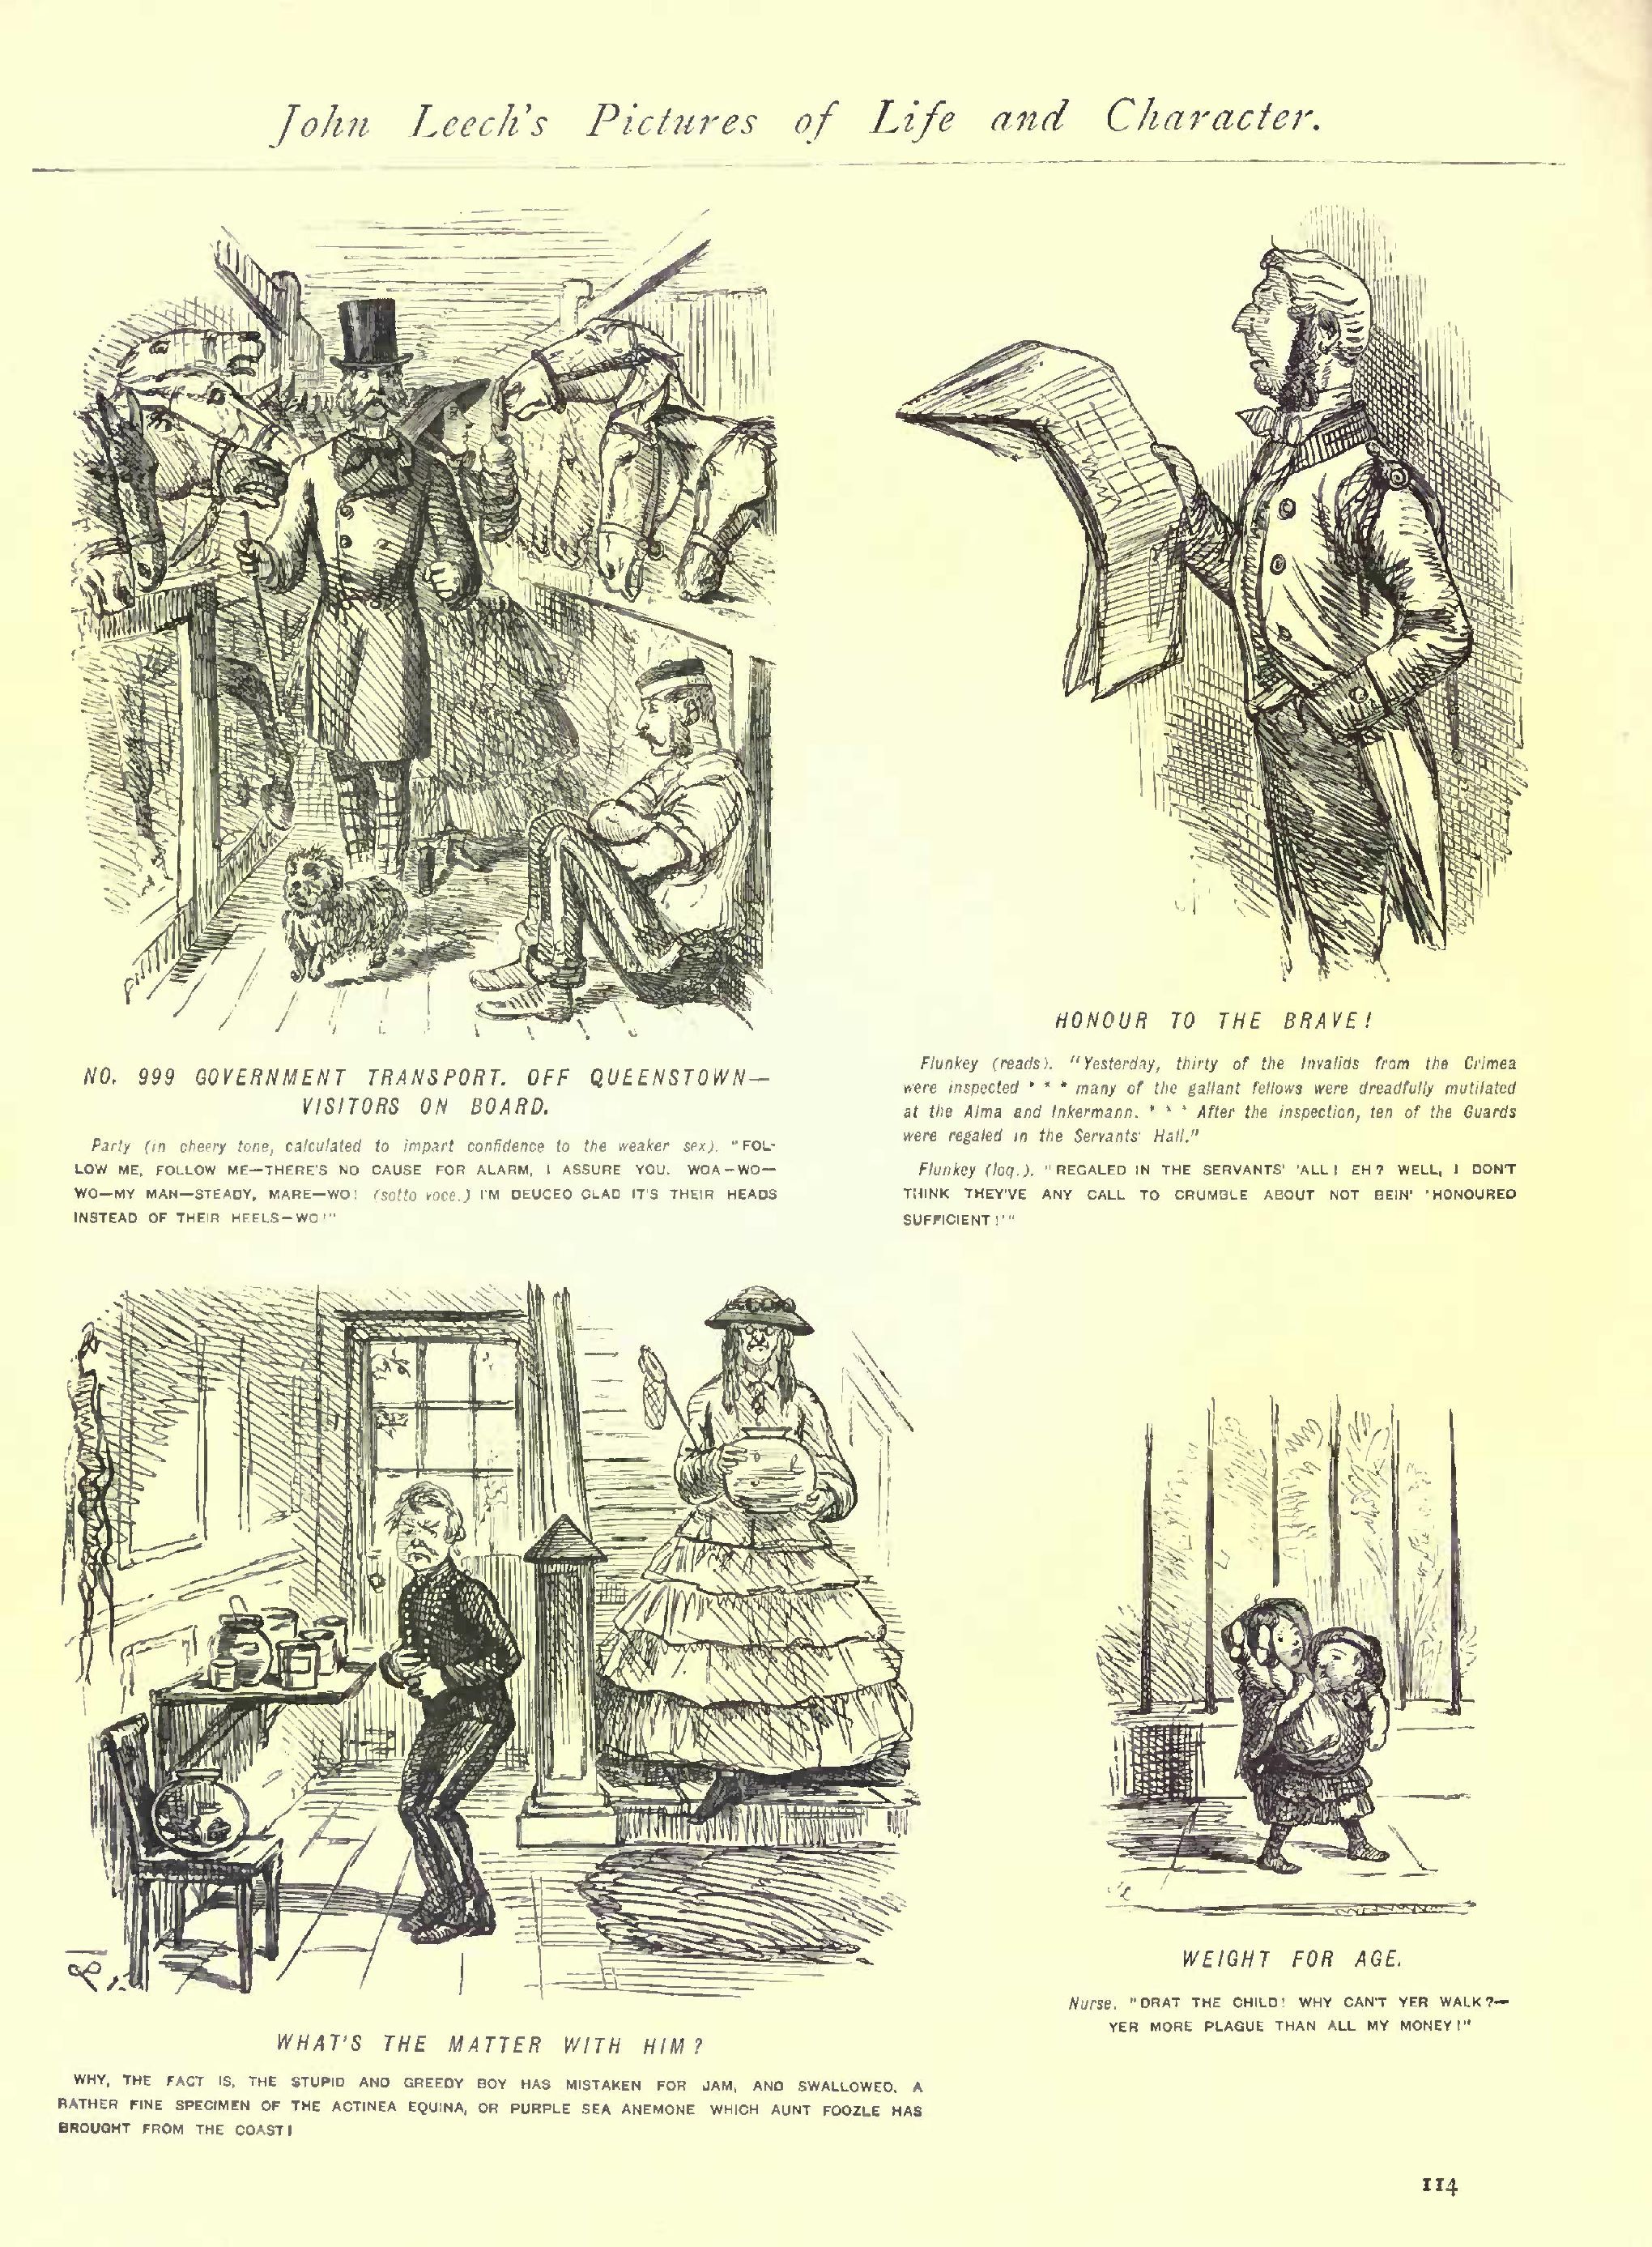 John Leech's Pictures of Life and Character.
NO. 999 GOVERNMENT TRANSPORT. OFF QUEENSTOWN—
VISITORS ON BOARD.
Party (in cheery tone, calculated to impart confidence to the weaker sex). "FOL-
LOW ME, FOLLOW ME—THERE'S NO CAUSE FOR ALARM, I ASSURE YOU. WOA—WO—
WO—MY MAN—STEADY, MARE—WO! (sotto voce.) I'M DEUCEO GLAD IT'S THEIR HEADS
INSTEAD OF THEIR HEELS—WO!"
HONOUR TO THE BRAVE!
Flunkey (reads). "Yesterday, thirty of the Invalids from the Crimea
were inspected * * * many of the gallant fellows were dreadfully mutilated
at the Alma and Inkermann. * * * After the inspection, ten of the Guards
were regaled in the Servants' Hall."
Flunkey (loq.). "REGALED IN THE SERVANTS' 'ALL! EH? WELL, I DON'T
THINK THEY'VE ANY CALL TO CRUMBLE ABOUT NOT BEIN' 'HONOURED
SUFFICIENT!'"
WHAT'S THE MATTER WITH HIM?
WHY, THE FACT IS, THE STUPID AND GREEDY BOY HAS MISTAKEN FOR JAM, AND SWALLOWED, A
RATHER FINE SPECIMEN OF THE ACTINEA EQUINA, OR PURPLE SEA ANEMONE WHICH AUNT FOOZLE HAS
BROUGHT FROM THE COAST!
WEIGHT FOR AGE.
Nurse. "DRAT THE CHILD! WHY CAN'T YER WALK?—
YER MORE PLAGUE THAN ALL MY MONEY!"
114